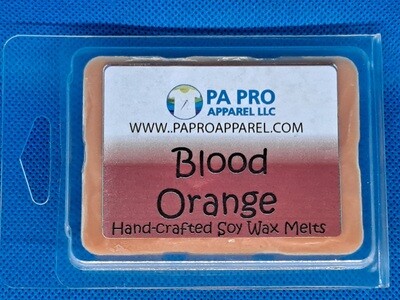 PA PRO
APPAREL LLC
WWW..PAPROAPPAREL.COM
Blood
Orange
Hand-Crafted Soy Wax Melts